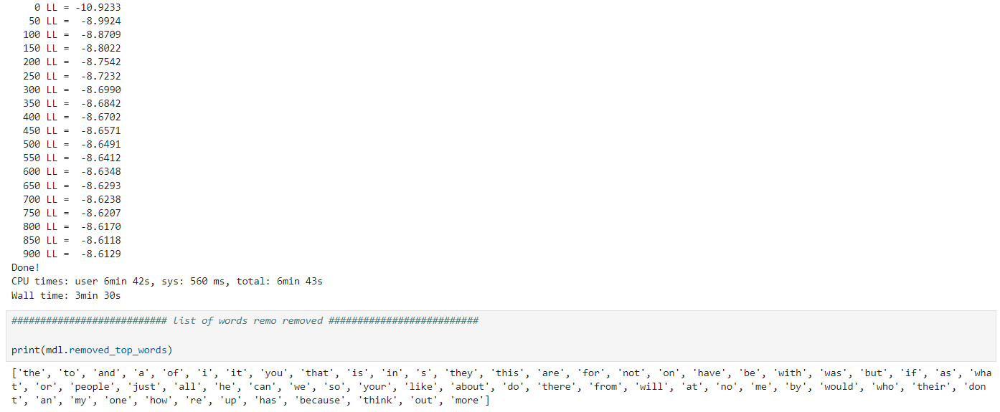 0 LL = -10.9233
50 LL =  -8.9924
100 LL =  -8.8709
150 LL =  -8.8022
200 LL =  -8.7542
250 LL =  -8.7232
300 LL =  -8.6990
350 LL =  -8.6842
400 LL =  -8.6702
450 LL =  -8.6571
500 LL =  -8.6491
550 LL =  -8.6412
600 LL =  -8.6348
650 LL =  -8.6293
700 LL =  -8.6238
750 LL =  -8.6207
800 LL =  -8.6170
850 LL =  -8.6118
900 LL =  -8.6129
Done!
CPU times: user 6min 42s, sys: 560 ms, total: 6min 43s
Wall time: 3min 30s
########################### list of words remo removed ##########################
print(mdl.removed_top_words)
['the', 'to', 'and', 'a', 'of', 'i', 'it', 'you', 'that', 'is', 'in', 's', 'they', 'this', 'are', 'for', 'not', 'on', 'have', 'be', 'with', 'was', 'but', 'if', 'as', 'wha
t', 'or', 'people', 'just', 'all', 'he', 'can', 'we', 'so', 'your', 'like', 'about', 'do', 'there', 'from', 'will', 'at', 'no', 'me', 'by', 'would', 'who', 'their', 'don
t', 'an', 'my', 'one', 'how', 're', 'up', 'has', 'because', 'think', 'out', 'more']